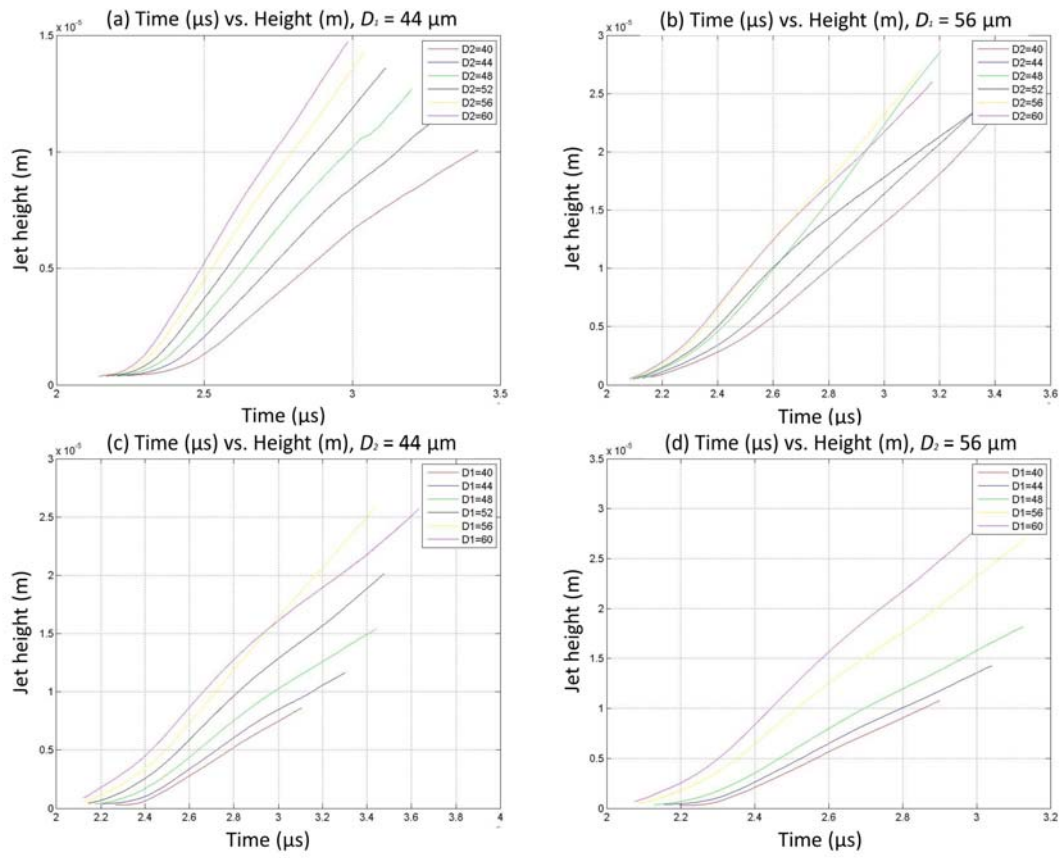 (a) Time (µs) vs. Height (m), D₁ = 44 µm
x 10⁻⁵
1.5
1
0.5
0
Jet height (m)
2 2.5 3 3.5
Time (µs)
D2=40
D2=44
D2=48
D2=52
D2=56
D2=60
(b) Time (µs) vs. Height (m), D₁ = 56 µm
x 10⁻⁵
3
2.5
2
1.5
1
0.5
0
Jet height (m)
2 2.2 2.4 2.6 2.8 3 3.2 3.4 3.6
Time (µs)
D2=40
D2=44
D2=48
D2=52
D2=56
D2=60
(c) Time (µs) vs. Height (m), D₂ = 44 µm
x 10⁻⁵
3
2.5
2
1.5
1
0.5
0
Jet height (m)
2 2.2 2.4 2.6 2.8 3 3.2 3.4 3.6 3.8 4
Time (µs)
D1=40
D1=44
D1=48
D1=52
D1=56
D1=60
(d) Time (µs) vs. Height (m), D₂ = 56 µm
x 10⁻⁵
3.5
3
2.5
2
1.5
1
0.5
0
Jet height (m)
2 2.2 2.4 2.6 2.8 3 3.2
Time (µs)
D1=40
D1=44
D1=48
D1=56
D1=60